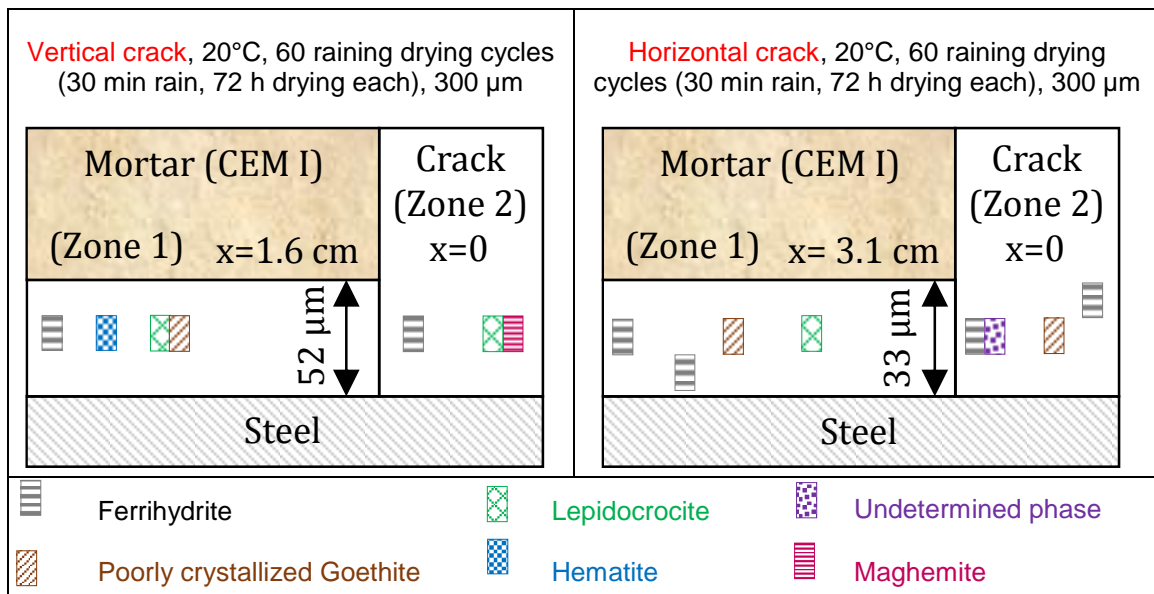 Vertical crack, 20°C, 60 raining drying cycles
(30 min rain, 72 h drying each), 300 µm
Mortar (CEM I)
(Zone 1) x=1.6 cm
Crack
(Zone 2)
x=0
52 µm
Steel
Horizontal crack, 20°C, 60 raining drying
cycles (30 min rain, 72 h drying each), 300 µm
Mortar (CEM I)
(Zone 1) x= 3.1 cm
Crack
(Zone 2)
x=0
33 µm
Steel
Ferrihydrite
Lepidocrocite
Undetermined phase
Poorly crystallized Goethite
Hematite
Maghemite